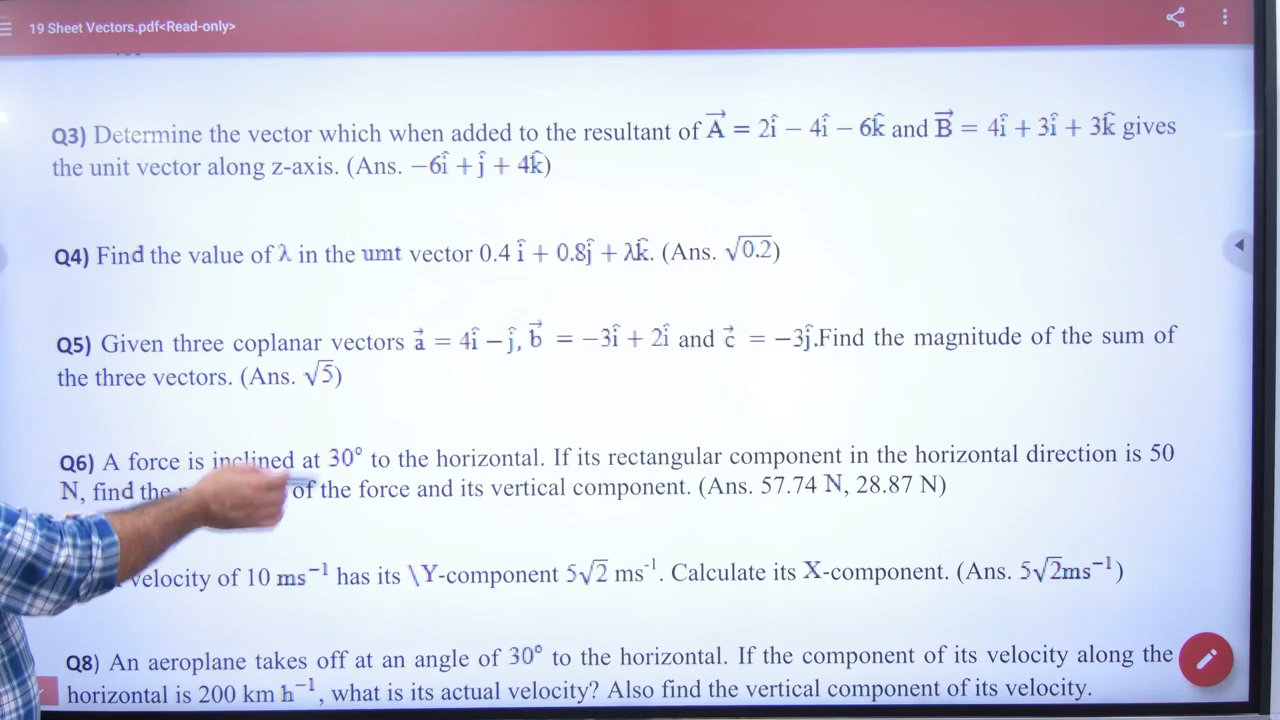 19 Sheet Vectors.pdf<Read-only>
Q3) Determine the vector which when added to the resultant of A⃗ = 2î − 4î − 6k̂ and B⃗ = 4î + 3î + 3k̂ gives
the unit vector along z-axis. (Ans. −6î + ĵ + 4k̂)
Q4) Find the value of λ in the umt vector 0.4 î + 0.8ĵ + λk̂. (Ans. √0.2)
Q5) Given three coplanar vectors a⃗ = 4î − ĵ, b⃗ = −3î + 2î and c⃗ = −3ĵ.Find the magnitude of the sum of
the three vectors. (Ans. √5)
Q6) A force is inclined at 30° to the horizontal. If its rectangular component in the horizontal direction is 50
N, find the of the force and its vertical component. (Ans. 57.74 N, 28.87 N)
velocity of 10 ms⁻¹ has its \Y-component 5√2 ms⁻¹. Calculate its X-component. (Ans. 5√2ms⁻¹)
Q8) An aeroplane takes off at an angle of 30° to the horizontal. If the component of its velocity along the
horizontal is 200 km h⁻¹, what is its actual velocity? Also find the vertical component of its velocity.